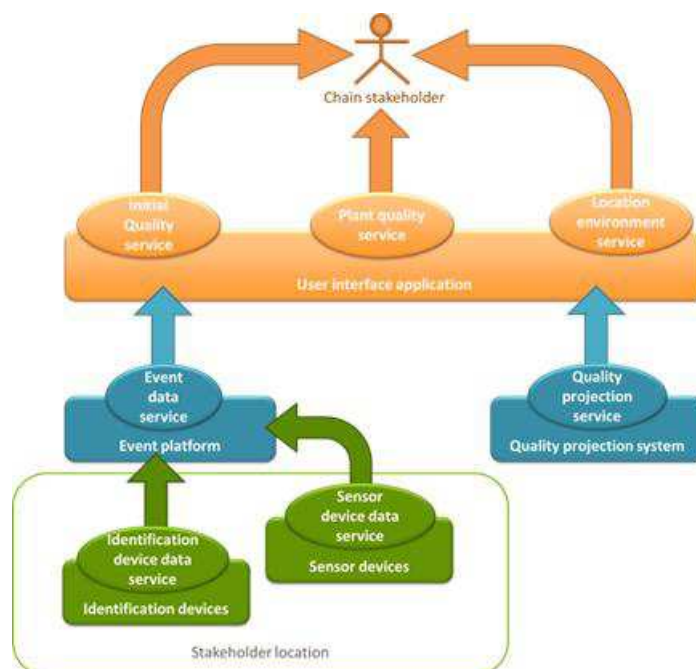 Chain stakeholder
Initial
Quality
service
Plant quality
service
Location
environment
service
User interface application
Event
data
service
Event platform
Quality
projection
service
Quality projection system
Sensor
device data
service
Sensor devices
Identification
device data
service
Identification devices
Stakeholder location